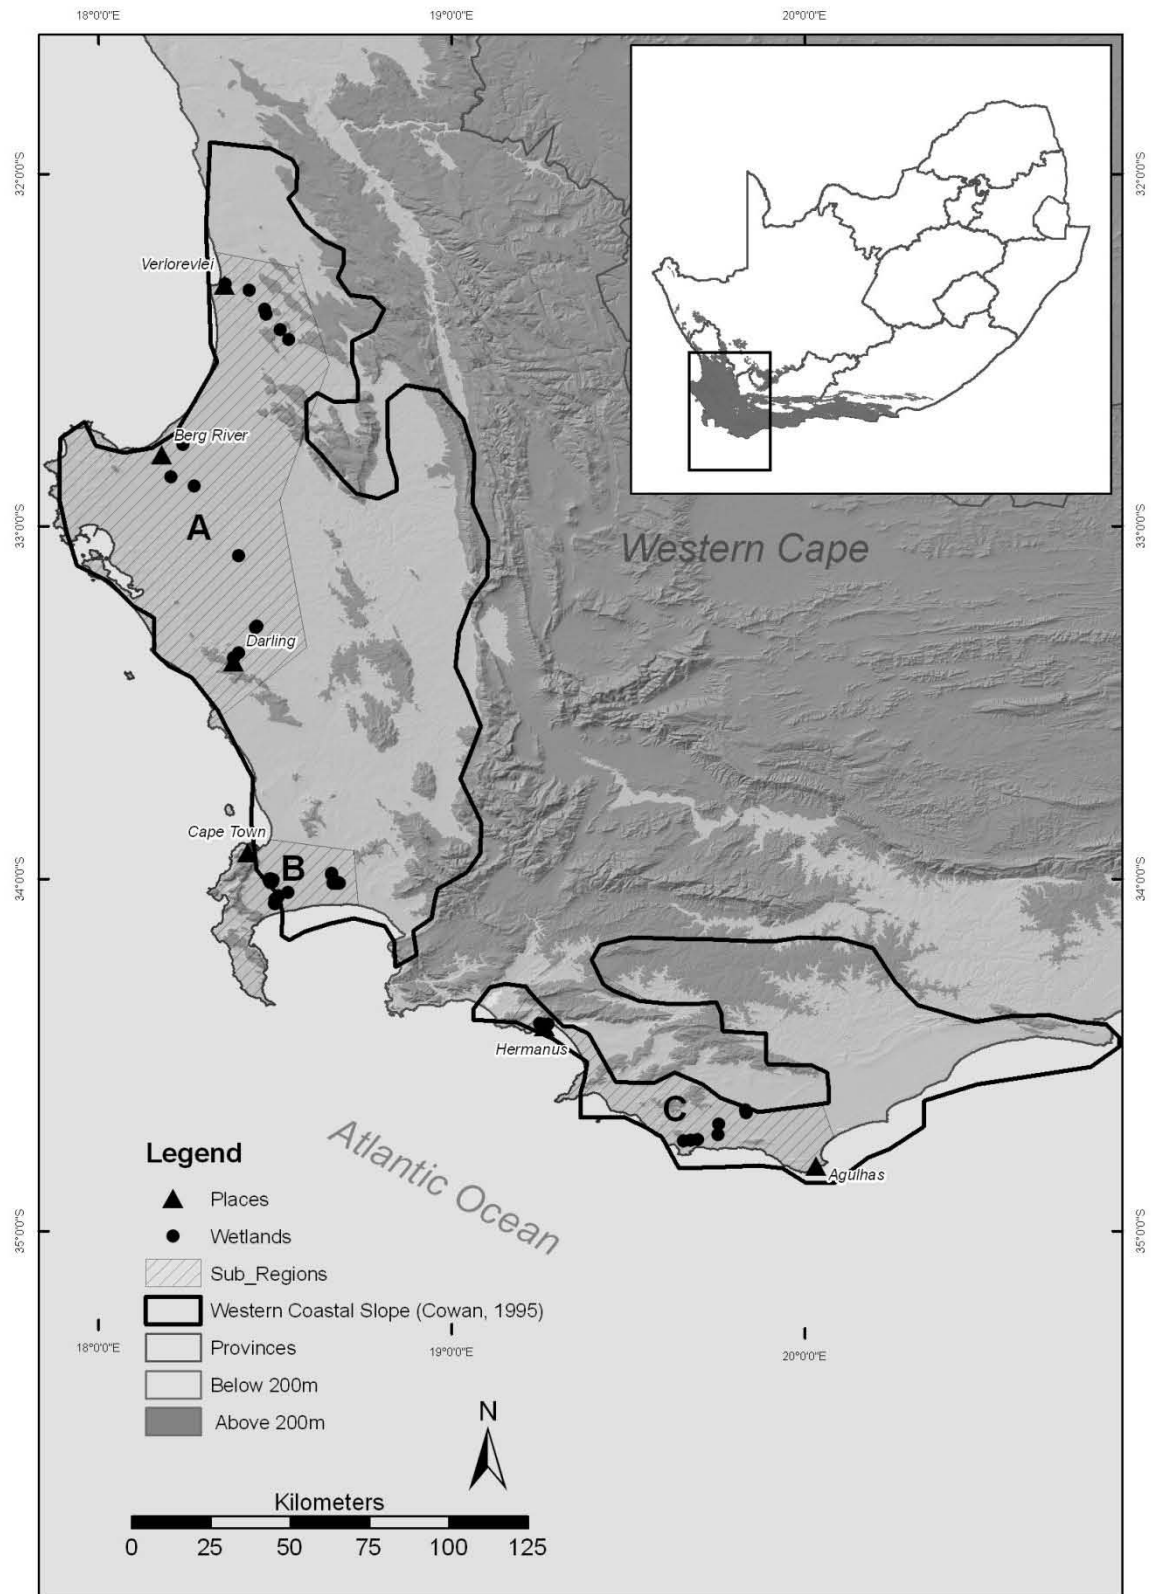 18°0'0"E
19°0'0"E
20°0'0"E
32°0'0"S
32°0'0"S
Verlorevlei
Berg River
A
33°0'0"S
33°0'0"S
Western Cape
Darling
Cape Town
B
34°0'0"S
34°0'0"S
Hermanus
C
Agulhas
Atlantic Ocean
35°0'0"S
35°0'0"S
Legend
Places
Wetlands
Sub_Regions
Western Coastal Slope (Cowan, 1995)
Provinces
Below 200m
Above 200m
18°0'0"E
19°0'0"E
20°0'0"E
N
Kilometers
0 25 50 75 100 125